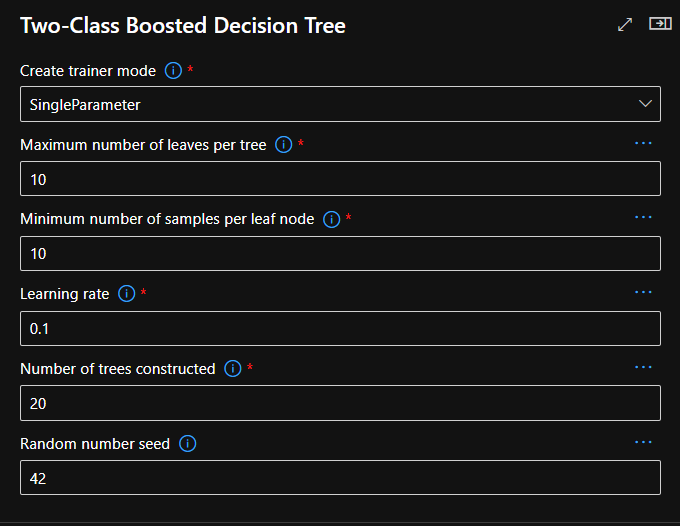 Two-Class Boosted Decision Tree
Create trainer mode *
SingleParameter
Maximum number of leaves per tree * ...
10
Minimum number of samples per leaf node * ...
10
Learning rate * ...
0.1
Number of trees constructed * ...
20
Random number seed ...
42